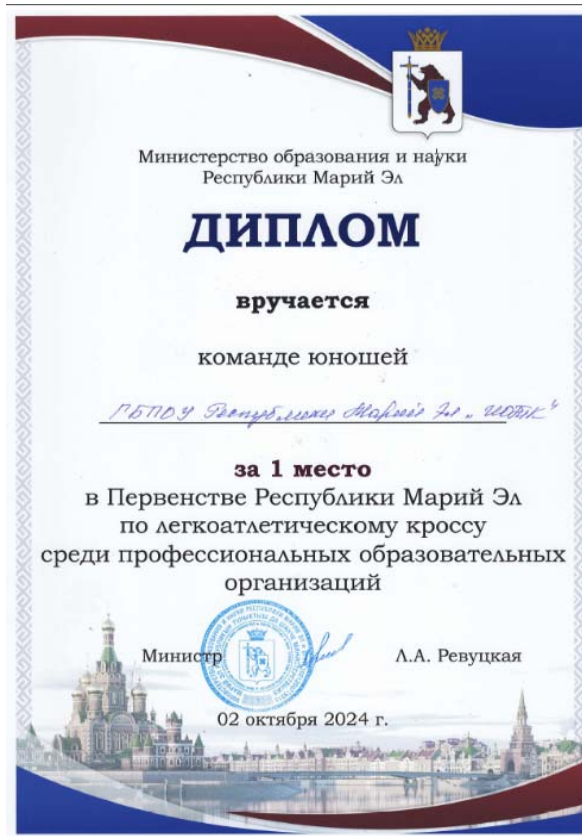 Министерство образования и науки
Республики Марий Эл
ДИПЛОМ
вручается
команде юношей
ГБПОУ Республики Марий Эл „ЙОТК"
за 1 место
в Первенстве Республики Марий Эл
по легкоатлетическому кроссу
среди профессиональных образовательных
организаций
Министр
Л.А. Ревуцкая
02 октября 2024 г.